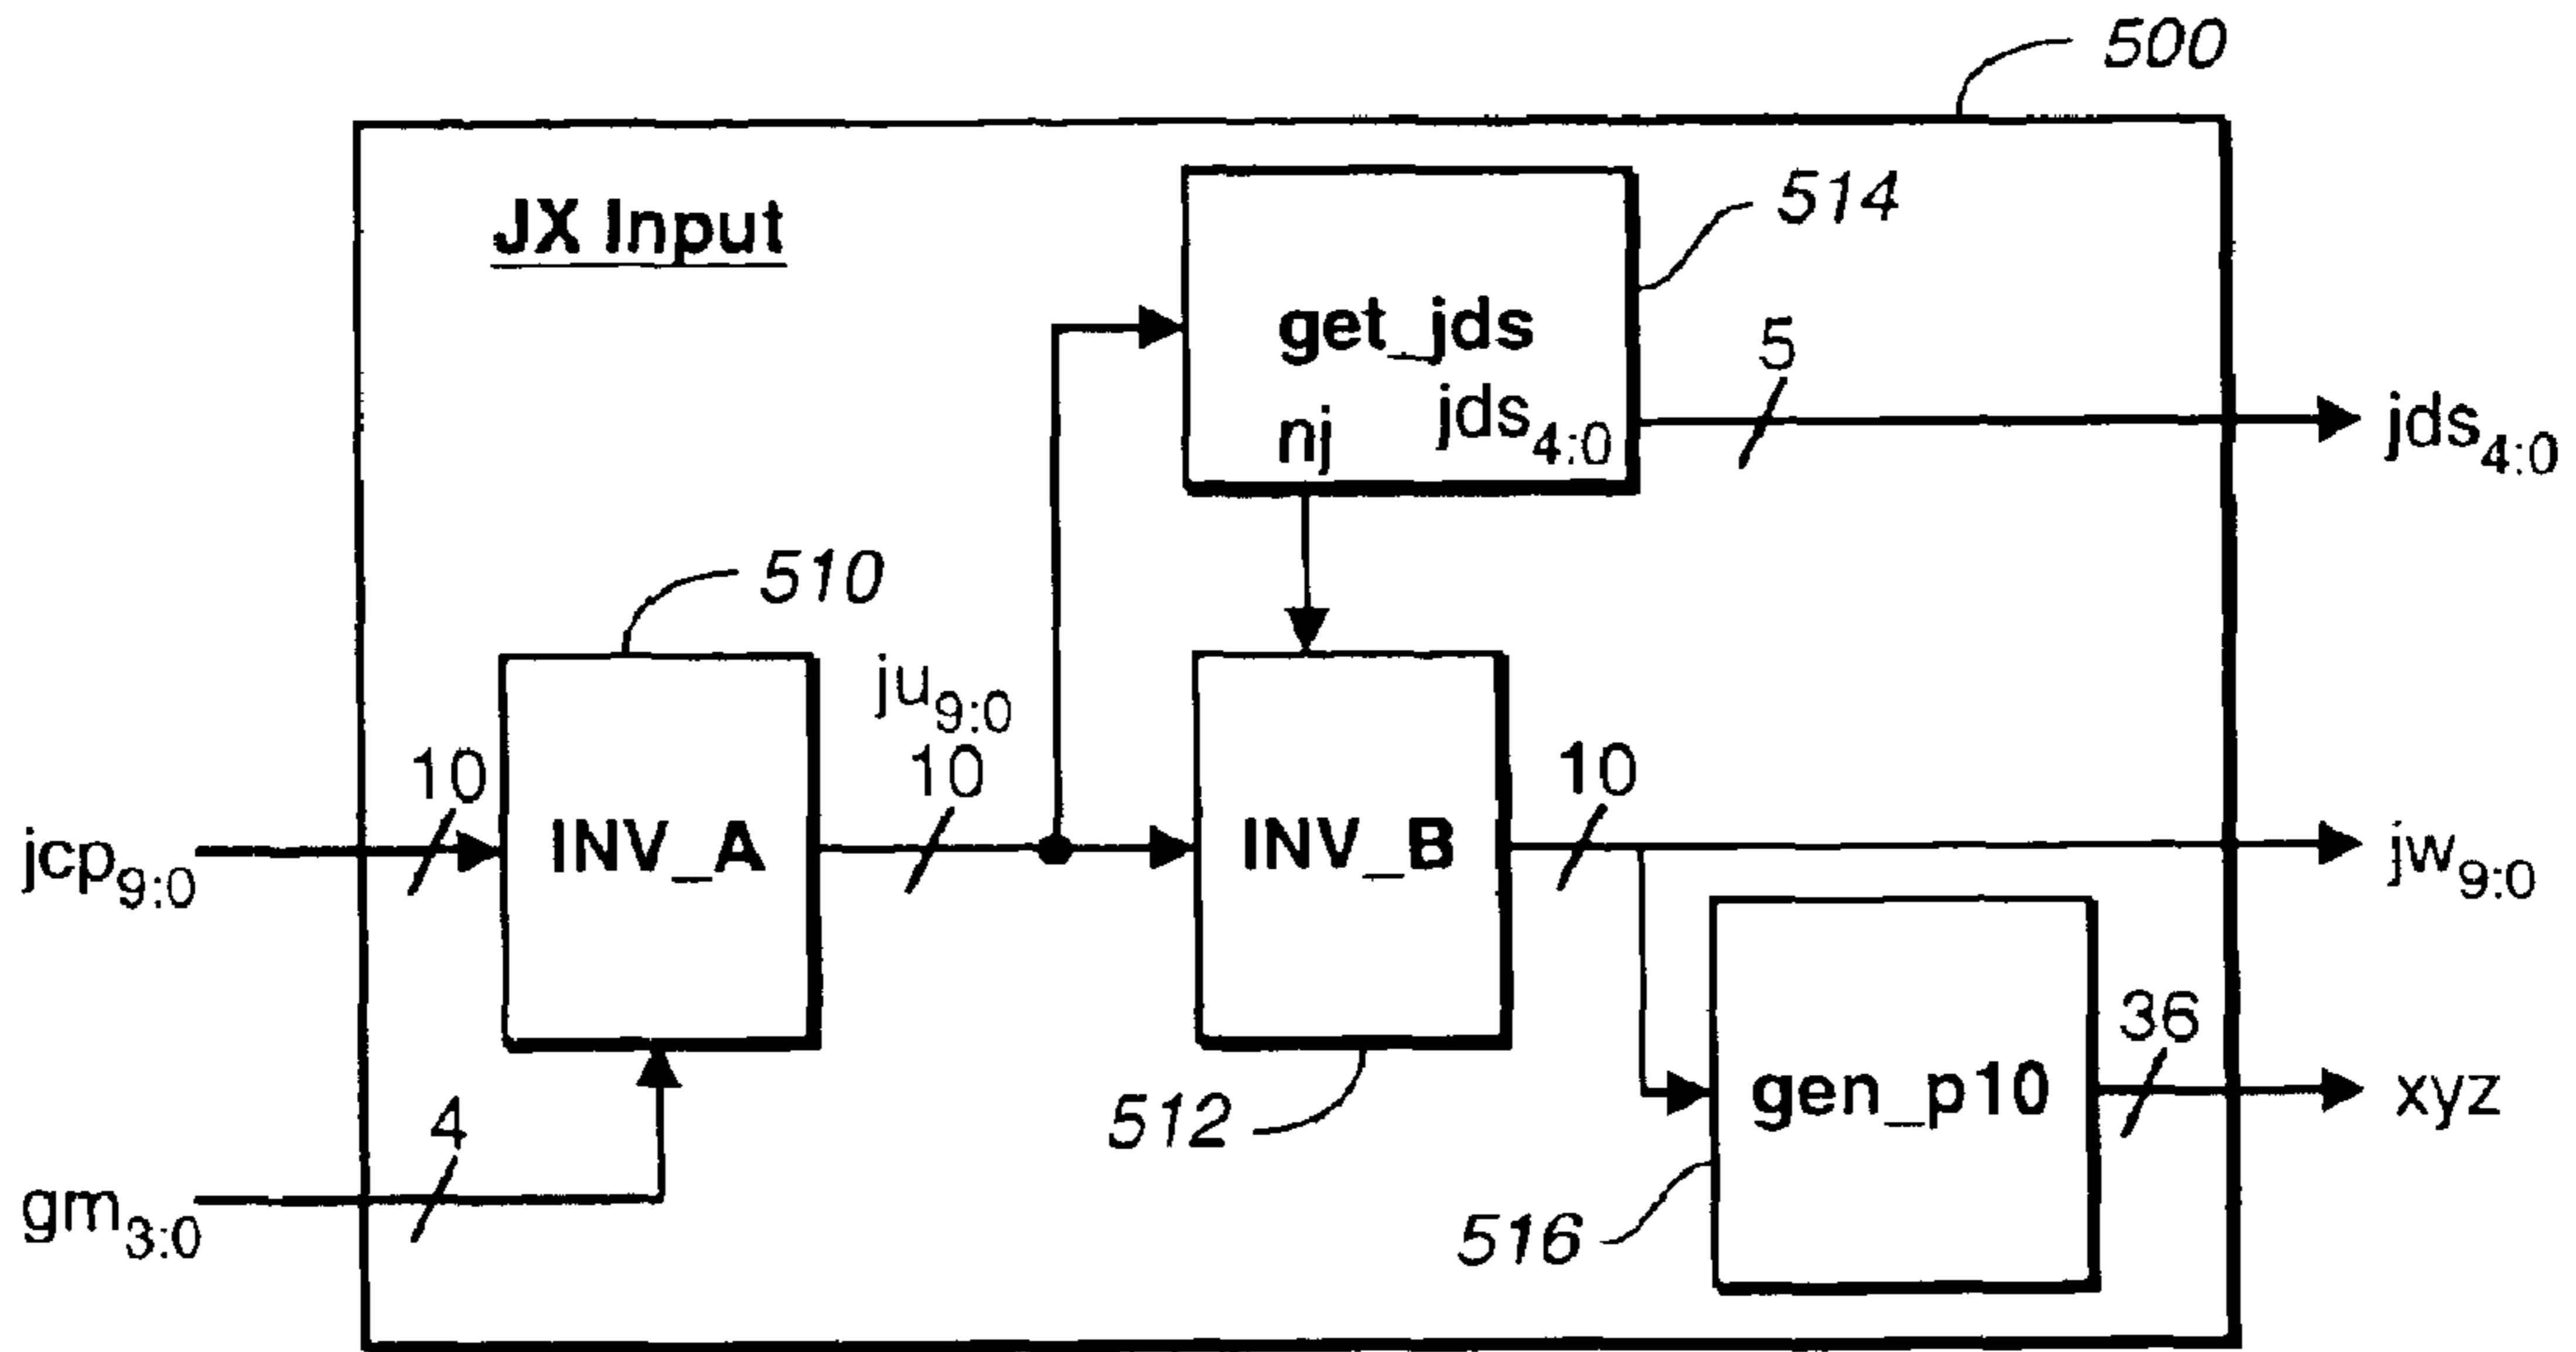 500
JX Input
514
get_jds
5
nj jds4:0
jds4:0
510
ju9:0
10
10
10
jcp9:0
INV_A
INV_B
jw9:0
36
4
512
gen_p10
xyz
gm3:0
516